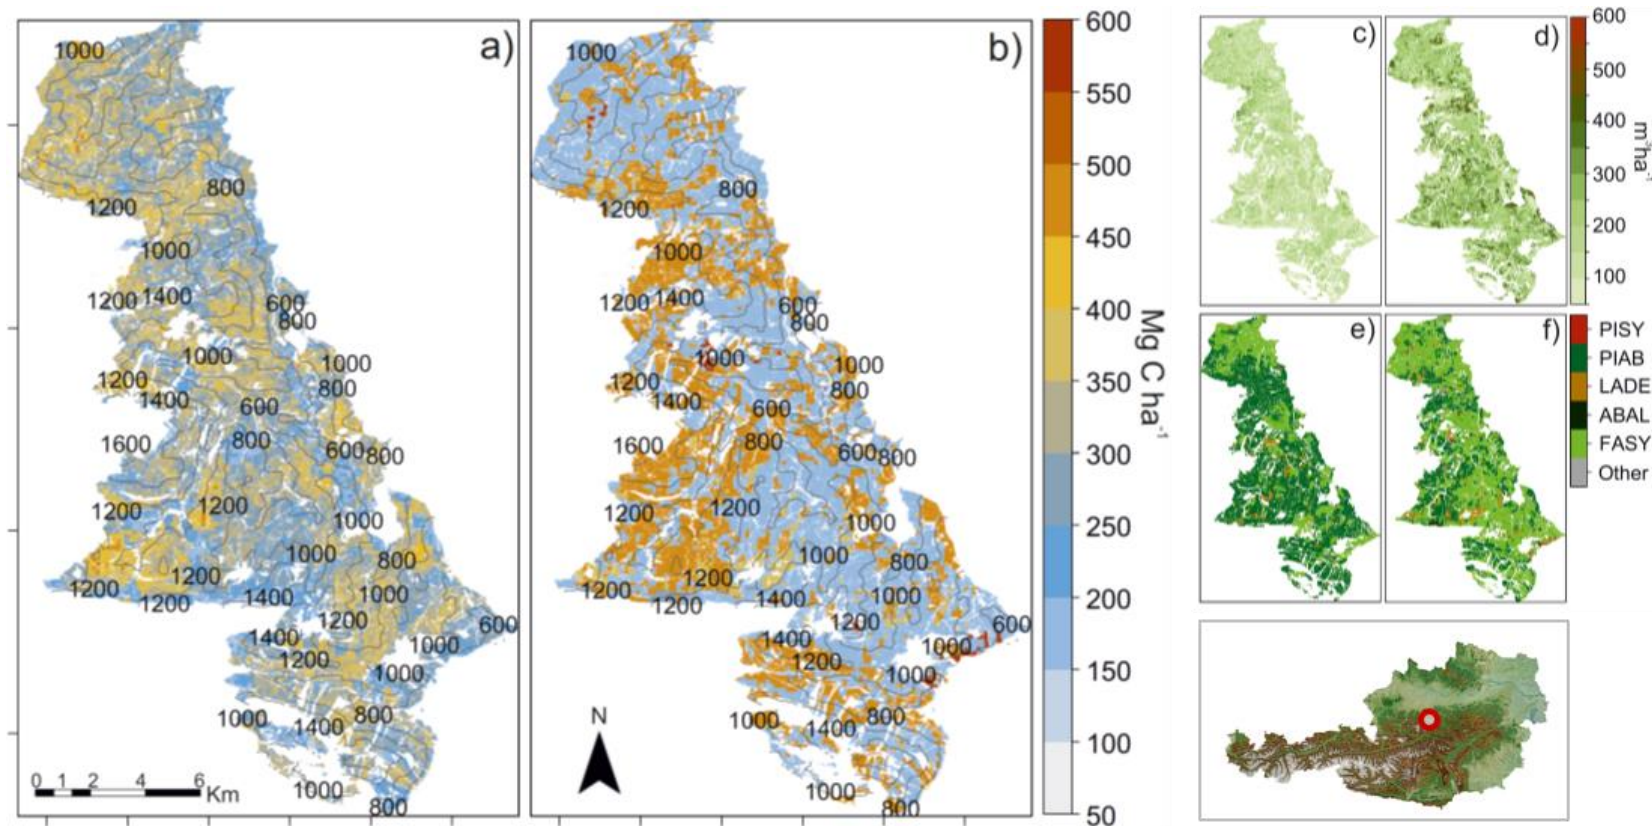 a)
1000
800
1200
1000
1200 1400 600
800
1000 1000
1200 800
1400 600
1600 800
600 800
1200 1200
1000
1000 800
1200 1200
1200 1400 1000
1200
600
1400 1000
1200
1000
1000 1400 800
1000
800
0 1 2 4 6
Km
b)
1000
800
1200
1000
1200 1400 600
800
1000 1000
1200 800
1400 600
1600 800
600 800
1200 1200
1000
1000 800
1200 1200
1200 1400 1000
1200
600
1400 1000
1200
1000
1000 1400 800
1000
800
N
600
550
500
450
400
350
300
250
200
150
100
50
Mg C ha⁻¹
c)
d)
600
500
400
300
200
100
m³ha⁻¹
e)
f)
PISY
PIAB
LADE
ABAL
FASY
Other